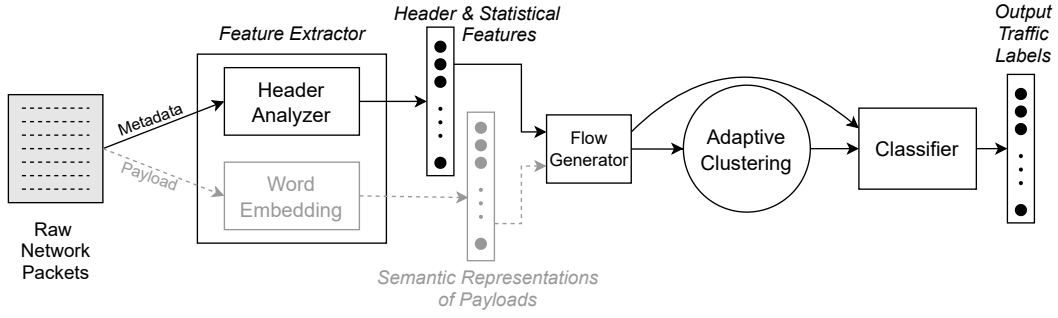 Header & Statistical
Features
Output
Traffic
Labels
Feature Extractor
Metadata
Header
Analyzer
Payload
Word
Embedding
Flow
Generator
Adaptive
Clustering
Classifier
Raw
Network
Packets
Semantic Representations
of Payloads